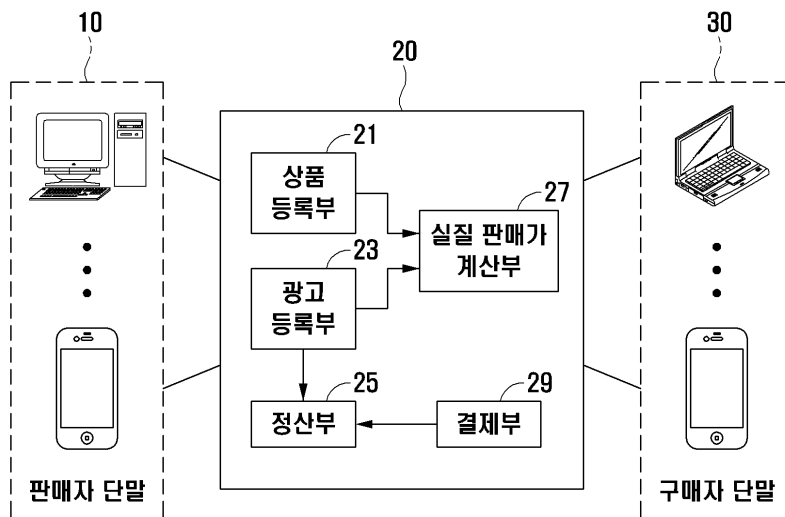 10
20
30
21
상품
등록부
27
실질 판매가
계산부
23
광고
등록부
25
정산부
29
결제부
판매자 단말
구매자 단말